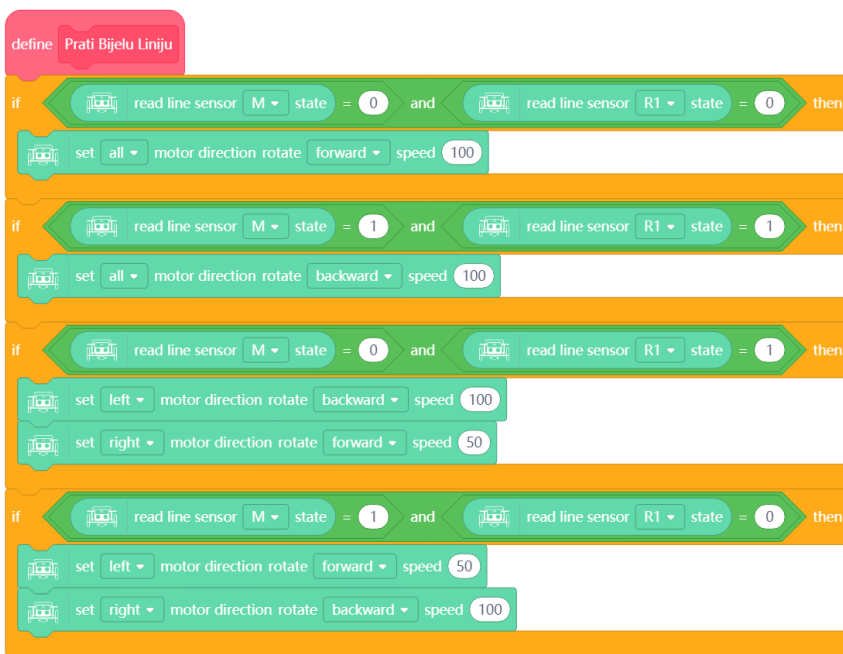 define Prati Bijelu Liniju
if read line sensor M state = 0 and read line sensor R1 state = 0 then
set all motor direction rotate forward speed 100
if read line sensor M state = 1 and read line sensor R1 state = 1 then
set all motor direction rotate backward speed 100
if read line sensor M state = 0 and read line sensor R1 state = 1 then
set left motor direction rotate backward speed 100
set right motor direction rotate forward speed 50
if read line sensor M state = 1 and read line sensor R1 state = 0 then
set left motor direction rotate forward speed 50
set right motor direction rotate backward speed 100